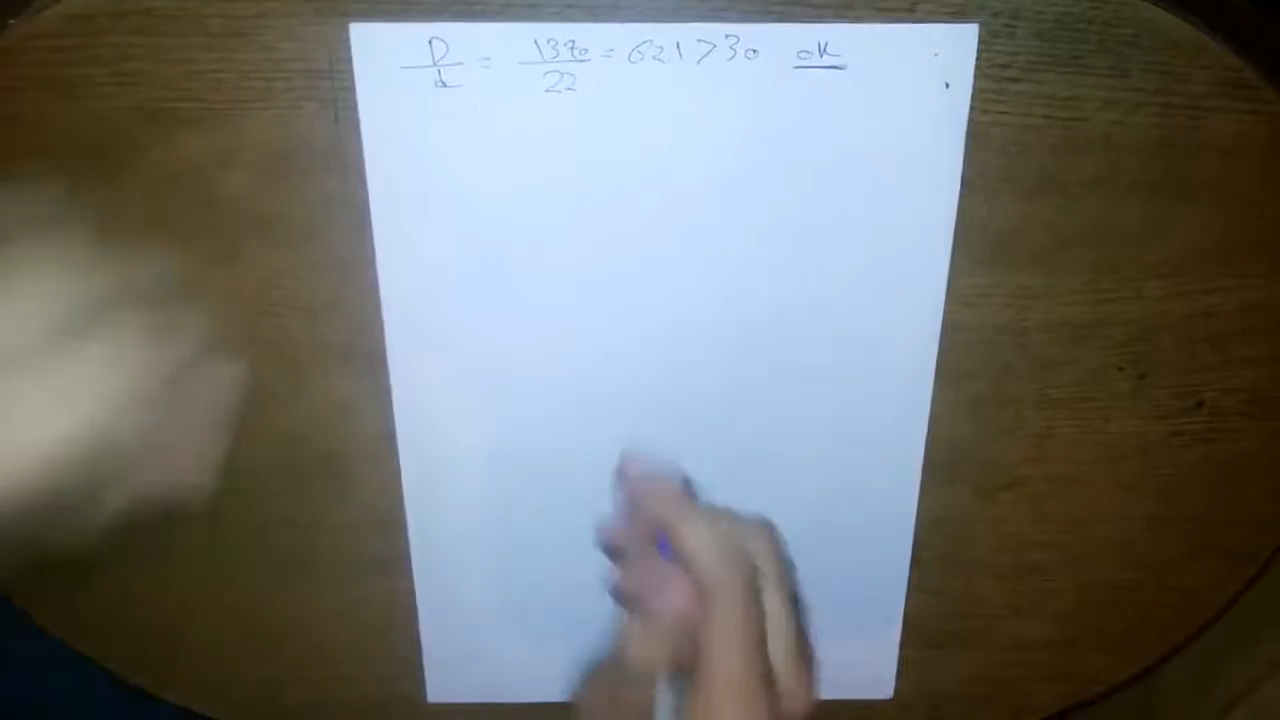 D/d = 1370/22 = 62.1 > 30 ok